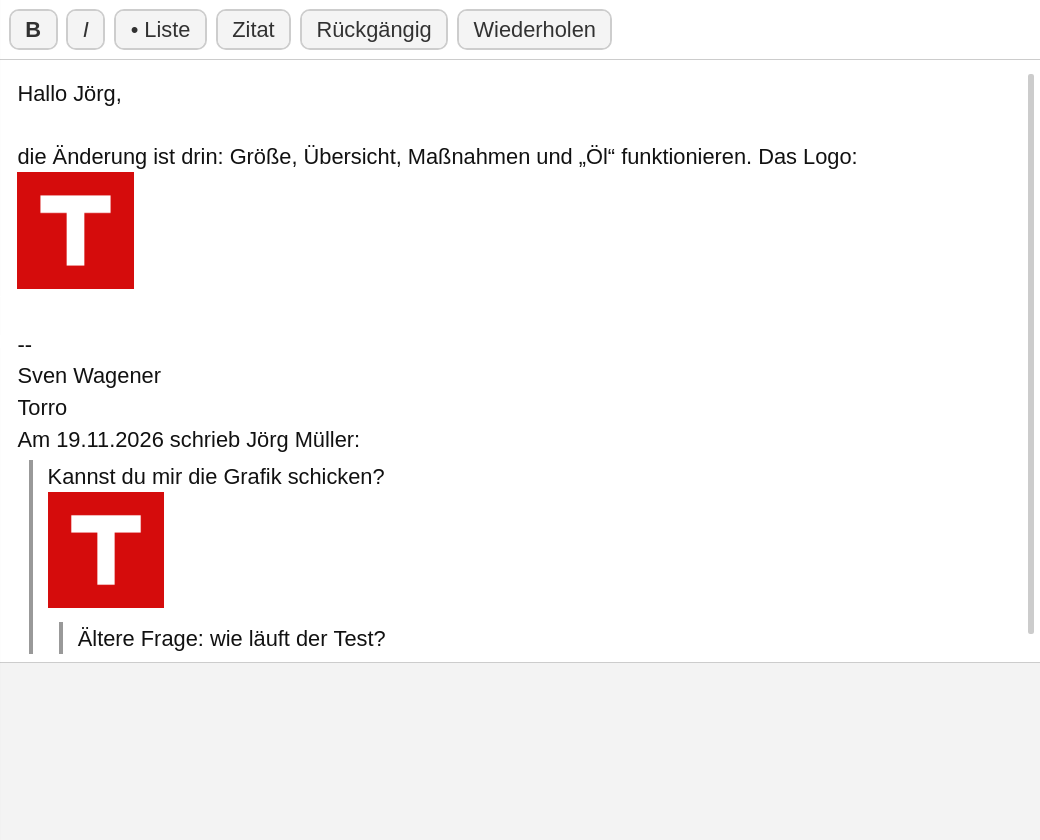 B I • Liste Zitat Rückgängig Wiederholen
Hallo Jörg,
die Änderung ist drin: Größe, Übersicht, Maßnahmen und „Öl“ funktionieren. Das Logo:
T
--
Sven Wagener
Torro
Am 19.11.2026 schrieb Jörg Müller:
Kannst du mir die Grafik schicken?
T
Ältere Frage: wie läuft der Test?